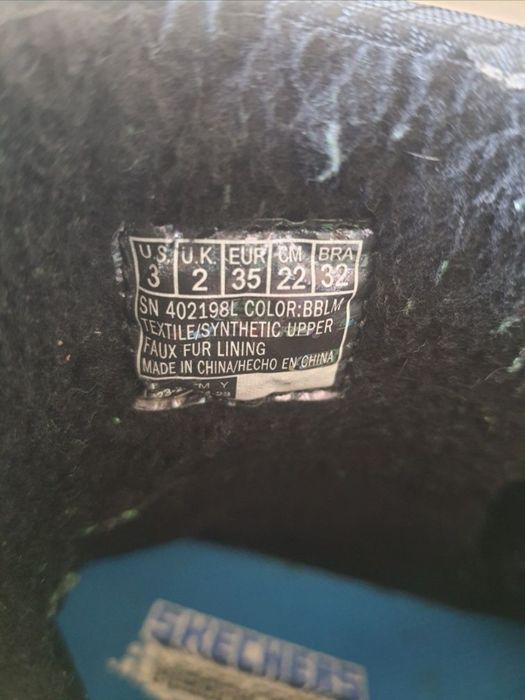 U.S. U.K. EUR CM BRA
3 2 35 22 32
SN 402198L COLOR:BBLM
TEXTILE/SYNTHETIC UPPER
FAUX FUR LINING
MADE IN CHINA/HECHO EN CHINA
M Y
SKECHERS